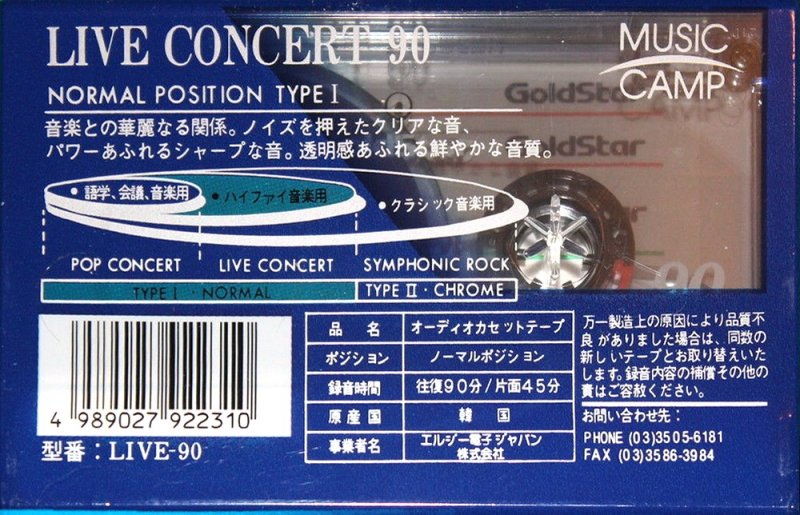 LIVE CONCERT 90
MUSIC
CAMP
NORMAL POSITION TYPE I
GoldStar
音楽との華麗なる関係。ノイズを押えたクリアな音、
パワーあふれるシャープな音。透明感あふれる鮮やかな音質。
GoldStar
• 語学、会議、音楽用
• ハイファイ音楽用
• クラシック音楽用
POP CONCERT
LIVE CONCERT
SYMPHONIC ROCK
90
TYPE I · NORMAL
TYPE II · CHROME
4 989027 922310
型番：LIVE-90
品 名 オーディオカセットテープ
ポジション ノーマルポジション
録音時間 往復90分/片面45分
原産国 韓 国
事業者名 エルジー電子ジャパン
株式会社
万一製造上の原因により品質不
良がありました場合は、同数の
新しいテープとお取り替えいた
します。録音内容の補償その他の
責はご容赦ください。
お問い合わせ先：
PHONE (03)3505-6181
FAX (03)3586-3984